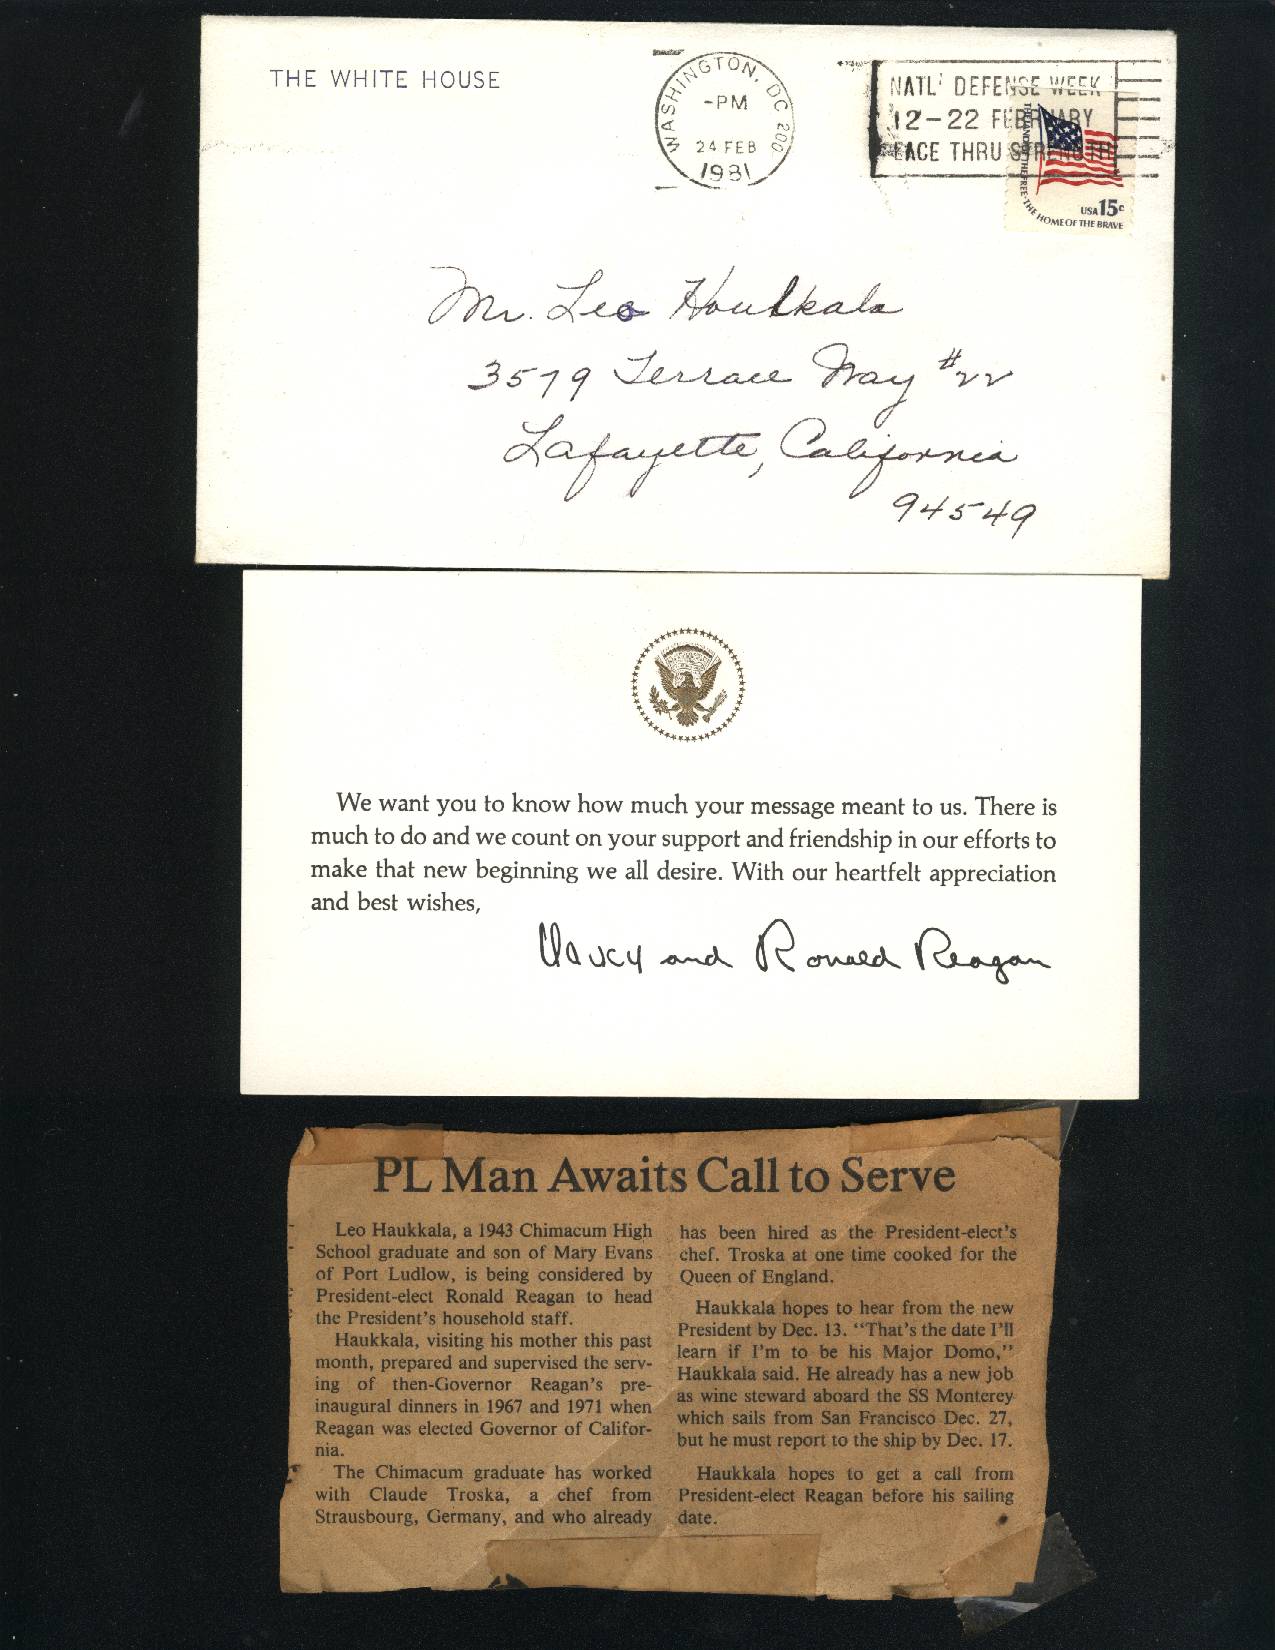 THE WHITE HOUSE
WASHINGTON, DC 200
-PM
24 FEB
1981
NATL' DEFENSE WEEK
12-22 FEBRUARY
PEACE THRU STRENGTH
THE LAND OF THE FREE-THE HOME OF THE BRAVE
USA 15c
Mr. Leo Houlkala
3579 Terrace Way #22
Lafayette, California
94549
We want you to know how much your message meant to us. There is
much to do and we count on your support and friendship in our efforts to
make that new beginning we all desire. With our heartfelt appreciation
and best wishes,
Nancy and Ronald Reagan
PL Man Awaits Call to Serve
Leo Haukkala, a 1943 Chimacum High
School graduate and son of Mary Evans
of Port Ludlow, is being considered by
President-elect Ronald Reagan to head
the President's household staff.
Haukkala, visiting his mother this past
month, prepared and supervised the serv-
ing of then-Governor Reagan's pre-
inaugural dinners in 1967 and 1971 when
Reagan was elected Governor of Califor-
nia.
The Chimacum graduate has worked
with Claude Troska, a chef from
Strausbourg, Germany, and who already
has been hired as the President-elect's
chef. Troska at one time cooked for the
Queen of England.
Haukkala hopes to hear from the new
President by Dec. 13. "That's the date I'll
learn if I'm to be his Major Domo,"
Haukkala said. He already has a new job
as wine steward aboard the SS Monterey
which sails from San Francisco Dec. 27,
but he must report to the ship by Dec. 17.
Haukkala hopes to get a call from
President-elect Reagan before his sailing
date.